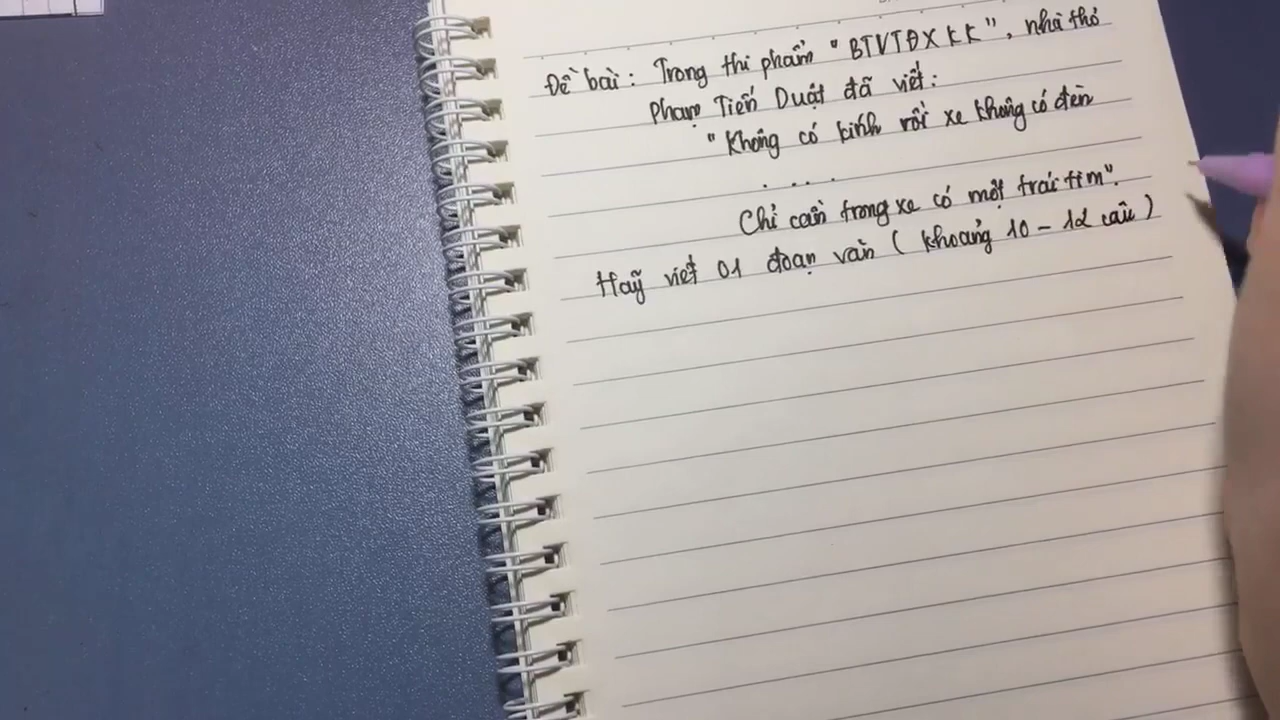 Đề bài: Trong thi phẩm "BTVTĐXKK", nhà thơ
Phạm Tiến Duật đã viết:
"Không có kính rồi xe không có đèn
....
Chỉ cần trong xe có một trái tim".
Hãy viết 01 đoạn văn (khoảng 10 - 12 câu)